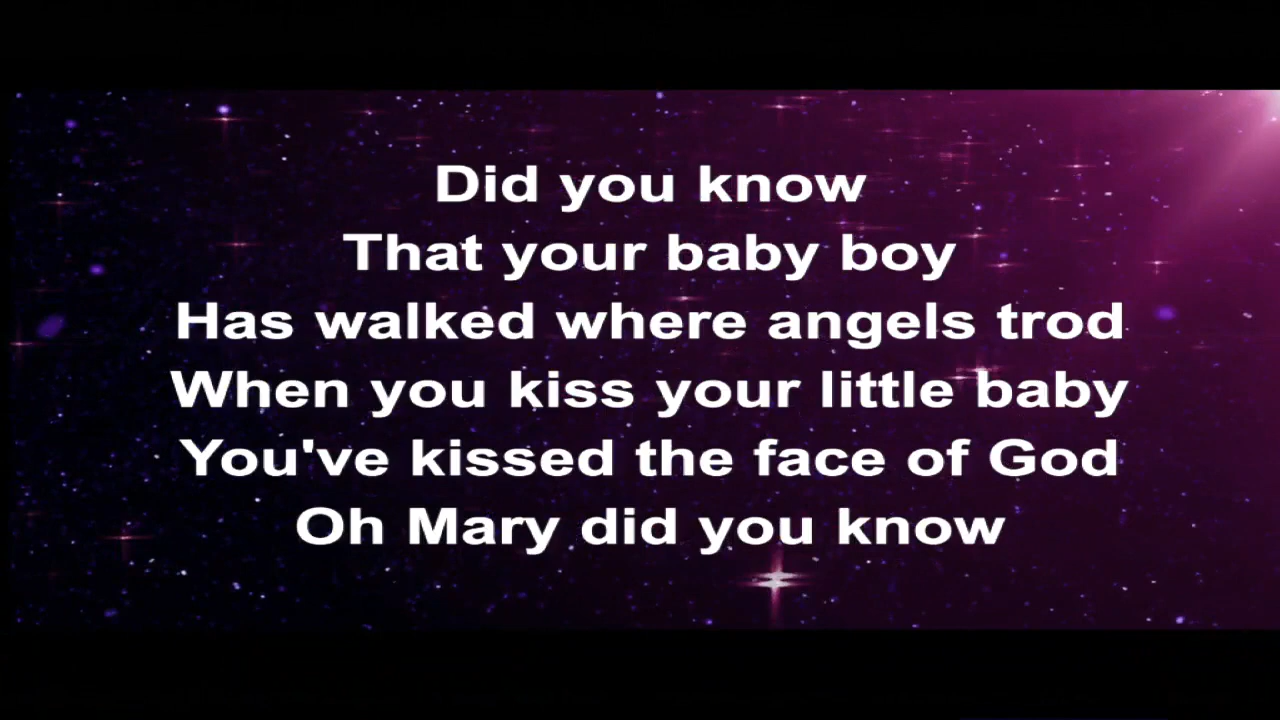 Did you know
That your baby boy
Has walked where angels trod
When you kiss your little baby
You've kissed the face of God
Oh Mary did you know